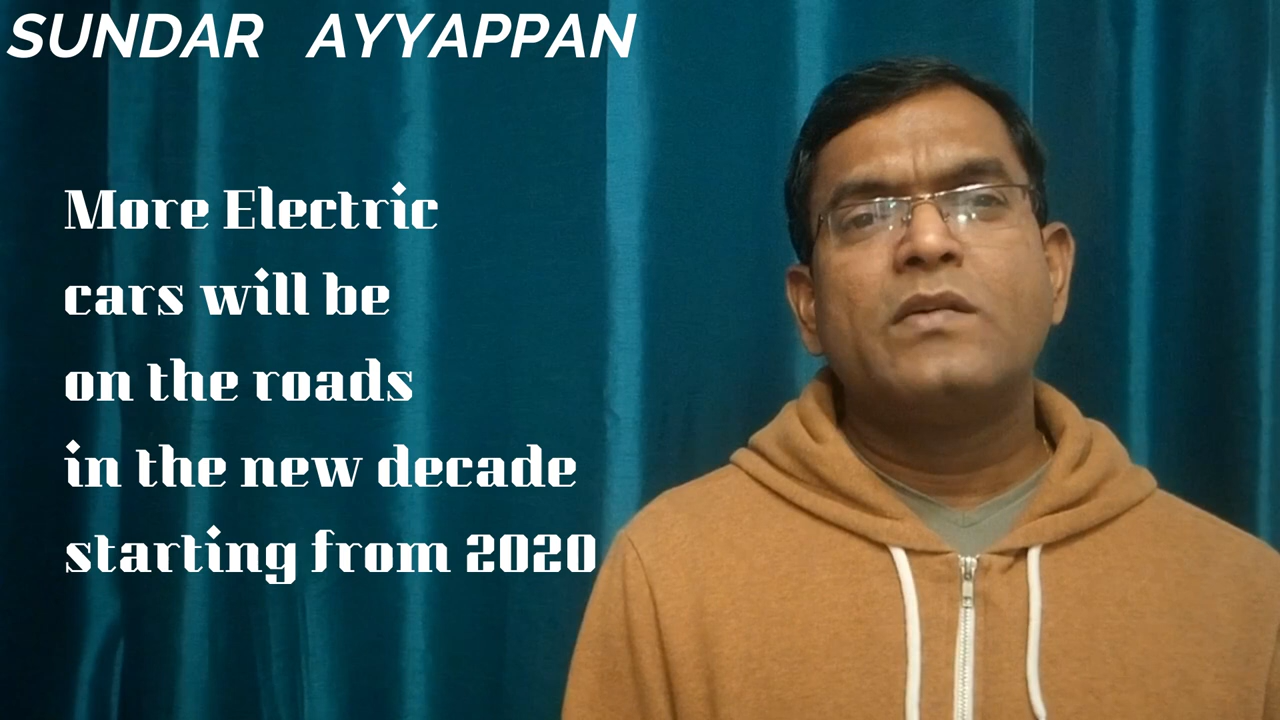 SUNDAR AYYAPPAN
More Electric
cars will be
on the roads
in the new decade
starting from 2020